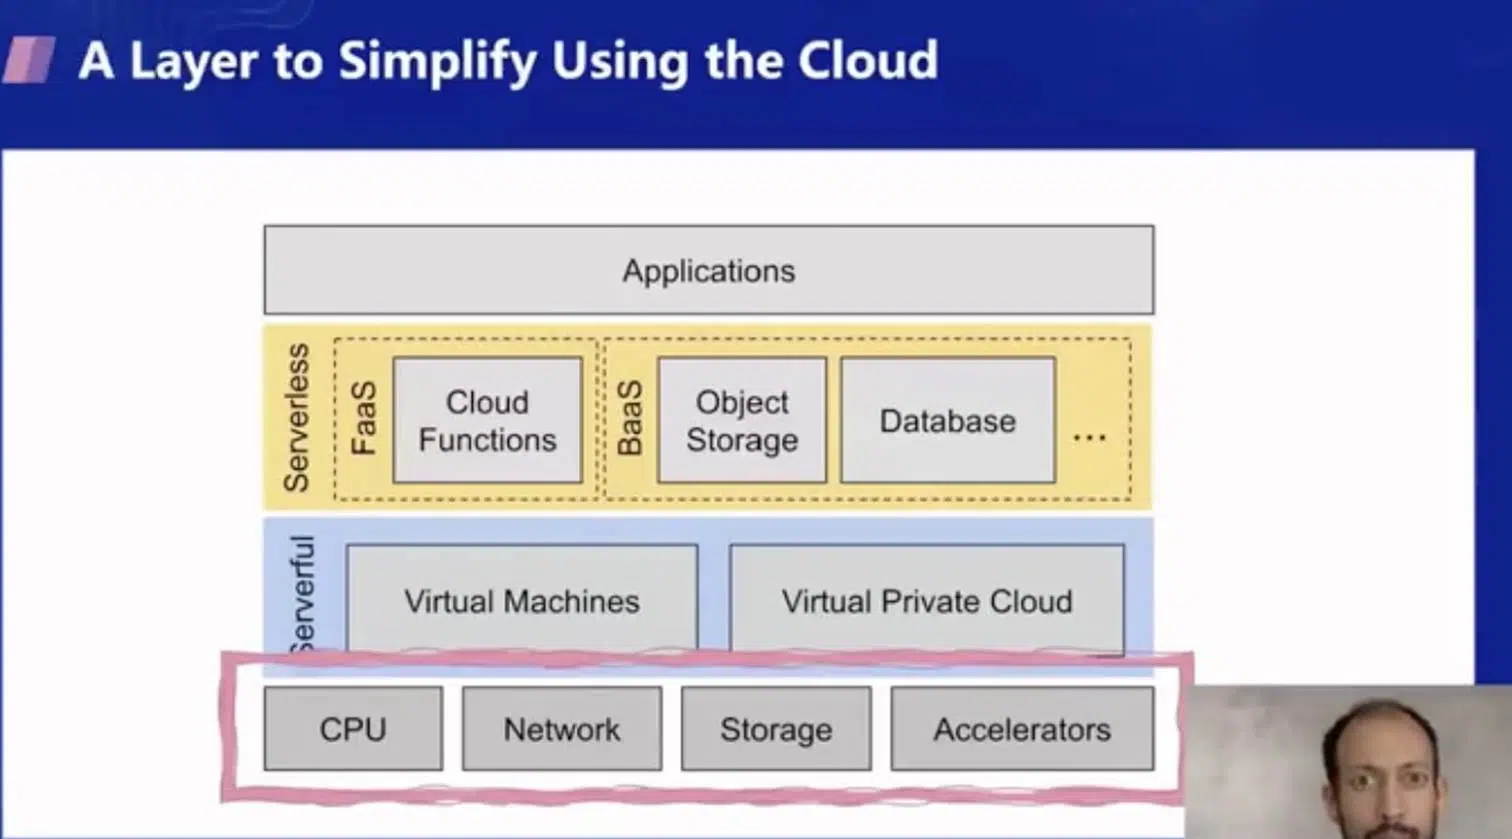 A Layer to Simplify Using the Cloud
Applications
Serverless
FaaS
Cloud
Functions
BaaS
Object
Storage
Database
...
Serverful
Virtual Machines
Virtual Private Cloud
CPU
Network
Storage
Accelerators